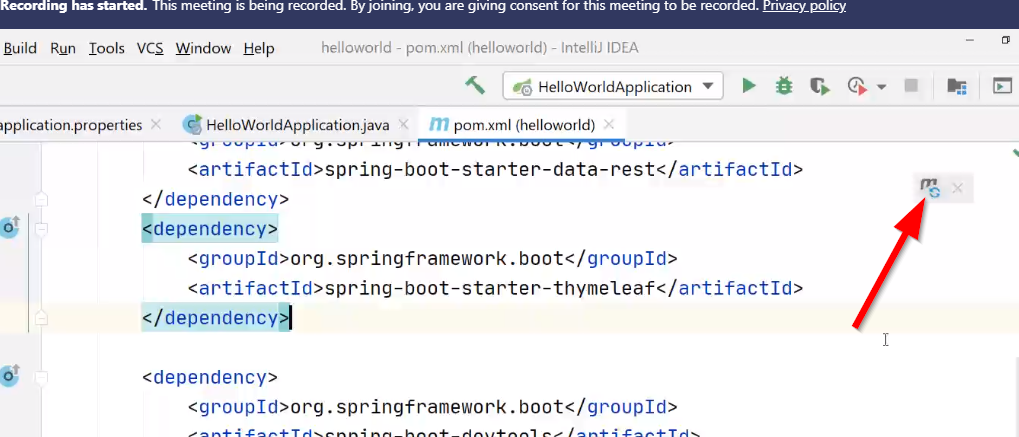 Recording has started. This meeting is being recorded. By joining, you are giving consent for this meeting to be recorded. Privacy policy
Build Run Tools VCS Window Help helloworld - pom.xml (helloworld) - IntelliJ IDEA
HelloWorldApplication
application.properties HelloWorldApplication.java m pom.xml (helloworld)
<groupId>org.springframework.boot</groupId>
<artifactId>spring-boot-starter-data-rest</artifactId>
</dependency>
<dependency>
<groupId>org.springframework.boot</groupId>
<artifactId>spring-boot-starter-thymeleaf</artifactId>
</dependency>
<dependency>
<groupId>org.springframework.boot</groupId>
<artifactId>spring-boot-devtools</artifactId>